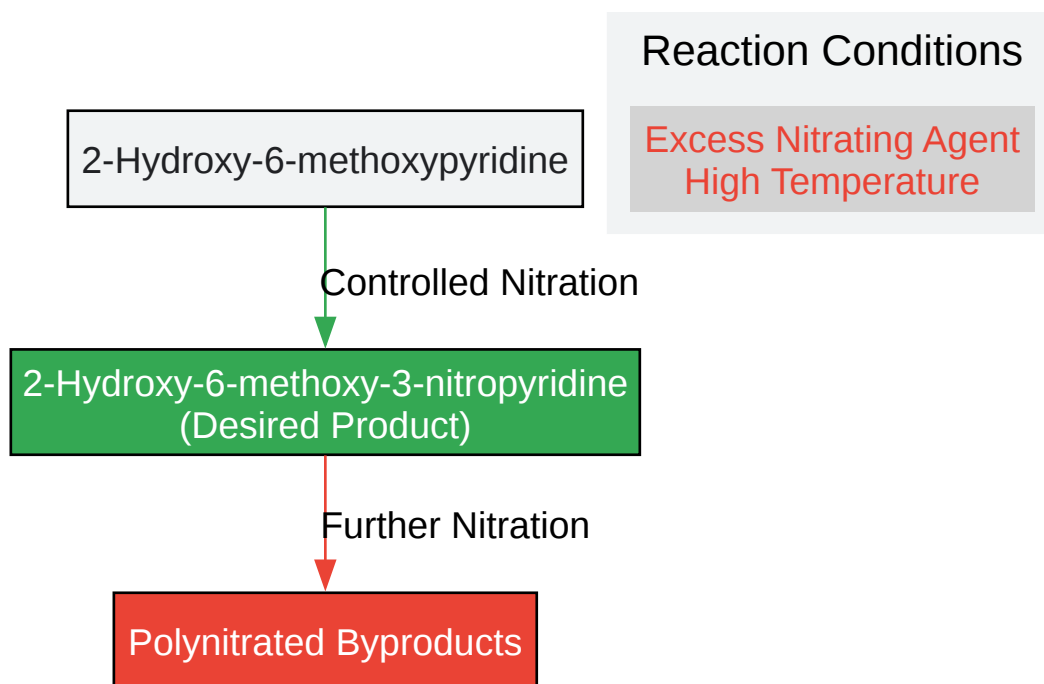 Reaction Conditions
Excess Nitrating Agent
High Temperature
2-Hydroxy-6-methoxypyridine
Controlled Nitration
2-Hydroxy-6-methoxy-3-nitropyridine
(Desired Product)
Further Nitration
Polynitrated Byproducts